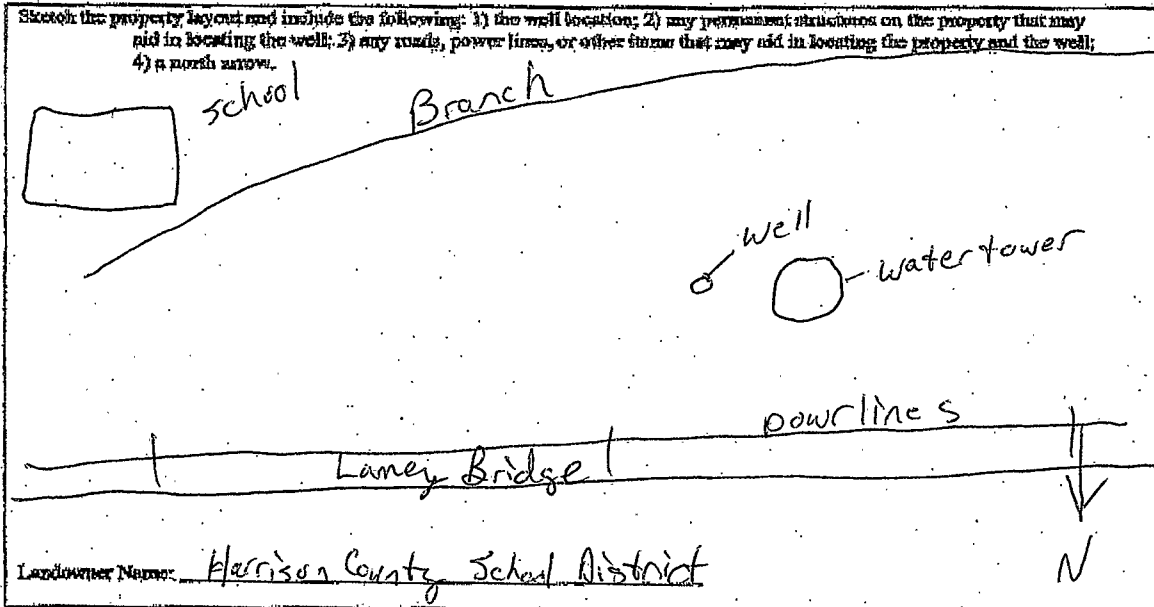 Sketch the property layout and include the following: 1) the well location; 2) any permanent structures on the property that may
aid in locating the well; 3) any roads, power lines, or other items that may aid in locating the property and the well;
4) a north arrow.
school
Branch
well
water tower
powrlines
Lamey Bridge
N
Landowner Name: Harrison County School District